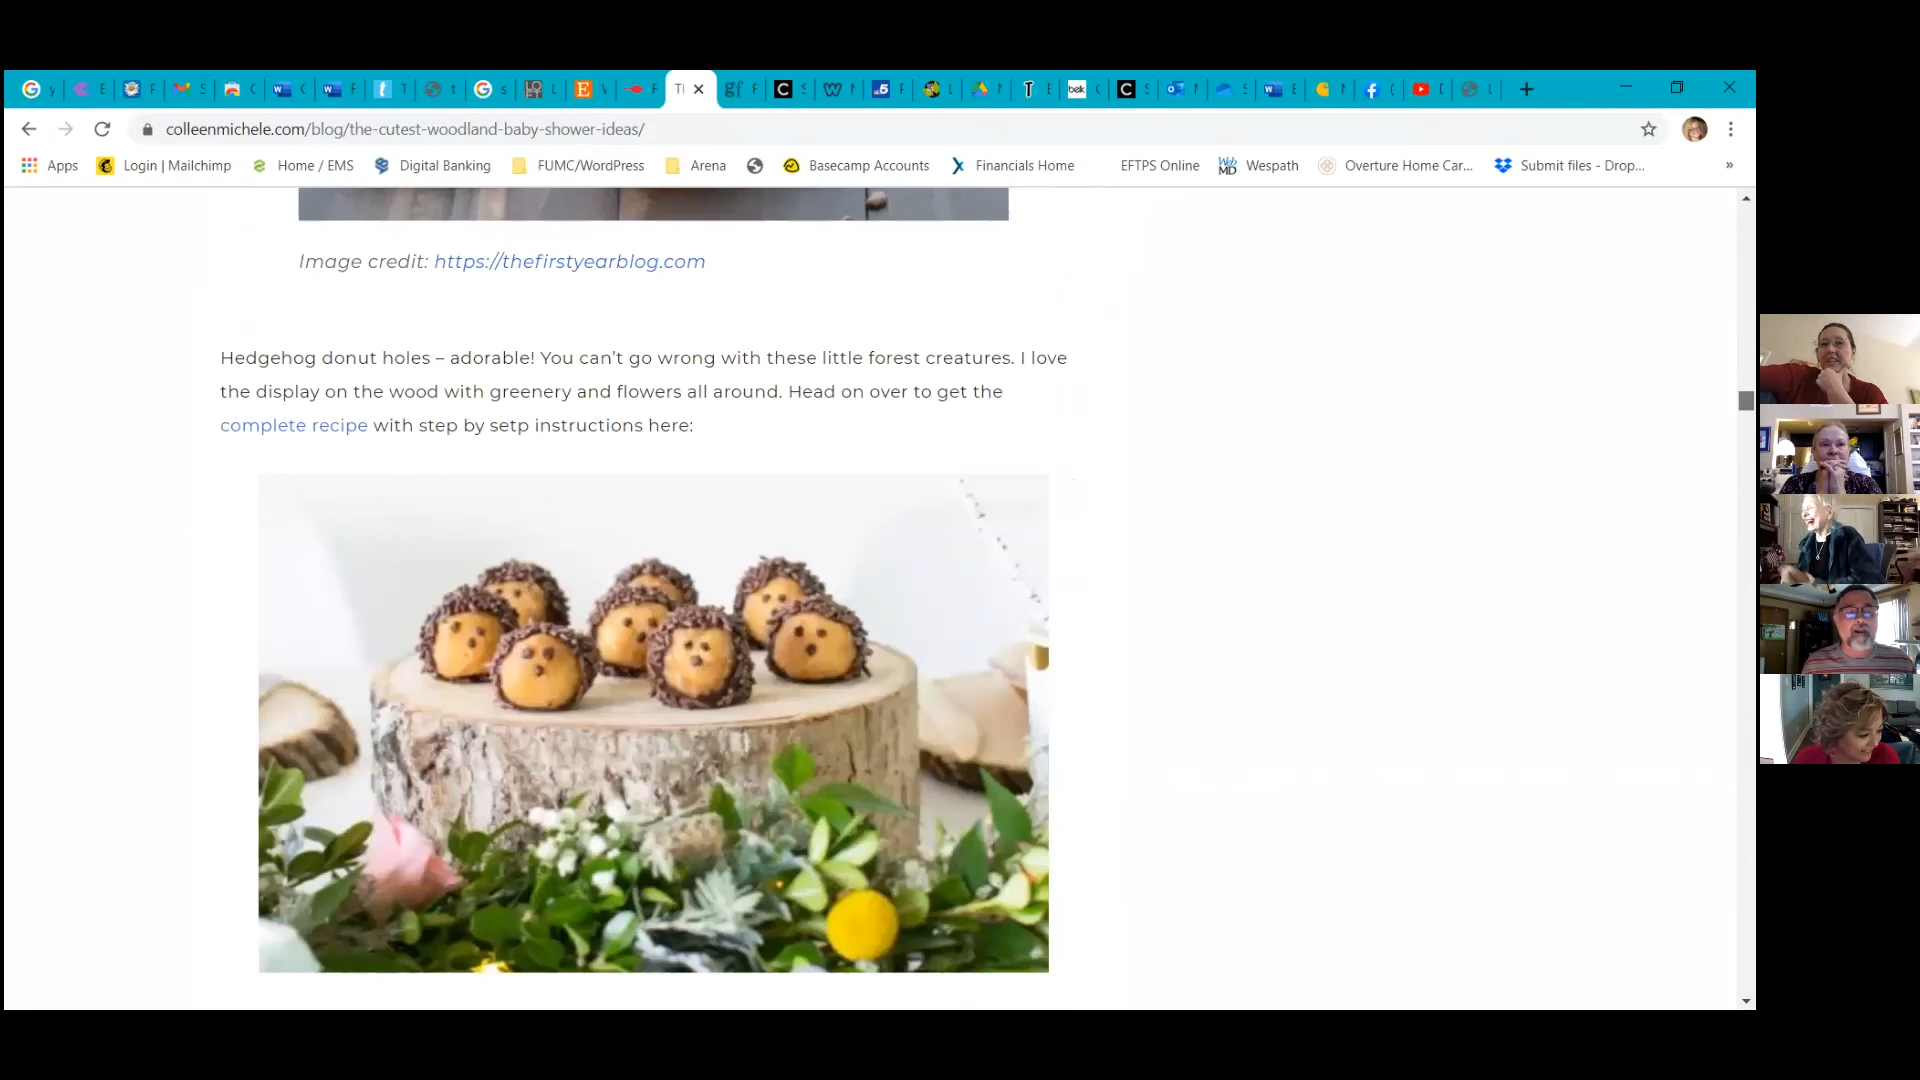 colleenmichele.com/blog/the-cutest-woodland-baby-shower-ideas/
Apps Login | Mailchimp Home / EMS Digital Banking FUMC/WordPress Arena Basecamp Accounts Financials Home EFTPS Online Web MD Wespath Overture Home Car... Submit files - Drop... »
Image credit: https://thefirstyearblog.com
Hedgehog donut holes – adorable! You can't go wrong with these little forest creatures. I love
the display on the wood with greenery and flowers all around. Head on over to get the
complete recipe with step by setp instructions here: